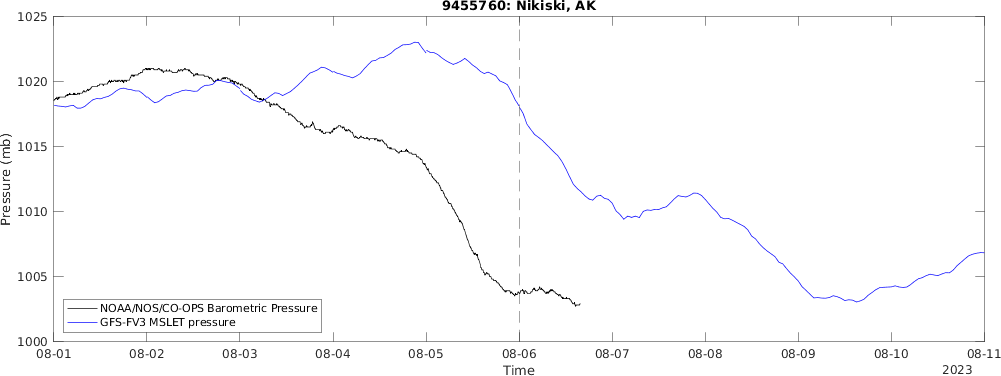 9455760: Nikiski, AK
Pressure (mb)
1025
1020
1015
1010
1005
1000
NOAA/NOS/CO-OPS Barometric Pressure
GFS-FV3 MSLET pressure
08-01 08-02 08-03 08-04 08-05 08-06 08-07 08-08 08-09 08-10 08-11
Time
2023